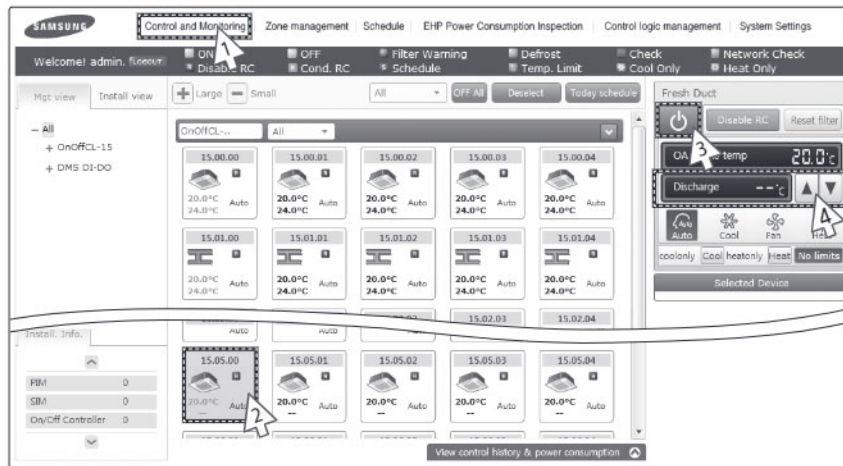 SAMSUNG Control and Monitoring Zone management Schedule EHP Power Consumption Inspection Control logic management System Settings
1
Welcome! admin. LOGOUT ON OFF Filter Warning Defrost Check Network Check
Disable RC Cond. RC Schedule Temp. Limit Cool Only Heat Only
Mgt view Install view Large Small All OFF All Deselect Today schedule Fresh Duct
Disable RC Reset filter
3
All OnOffCL-.. All
OnOffCL-15
DMS DI-DO
15.00.00 15.00.01 15.00.02 15.00.03 15.00.04 OA temp 20.0°C
Discharge --°C
4
20.0°C Auto 20.0°C Auto 20.0°C Auto 20.0°C Auto 20.0°C Auto
24.0°C 24.0°C 24.0°C 24.0°C 24.0°C
Auto Cool Fan
15.01.00 15.01.01 15.01.02 15.01.03 15.01.04
coolonly Cool heatonly Heat No limits
20.0°C Auto 20.0°C Auto 20.0°C Auto 20.0°C Auto 20.0°C Auto
24.0°C 24.0°C 24.0°C 24.0°C 24.0°C
Selected Device
15.02.03 15.02.04
Install. Info. Auto Auto Auto Auto Auto
15.05.00 15.05.01 15.05.02 15.05.03 15.05.04
PIM 0
SIM 0
On/Off Controller 0
20.0°C Auto 20.0°C Auto 20.0°C Auto 20.0°C Auto 20.0°C Auto
-- -- -- -- --
2
View control history & power consumption